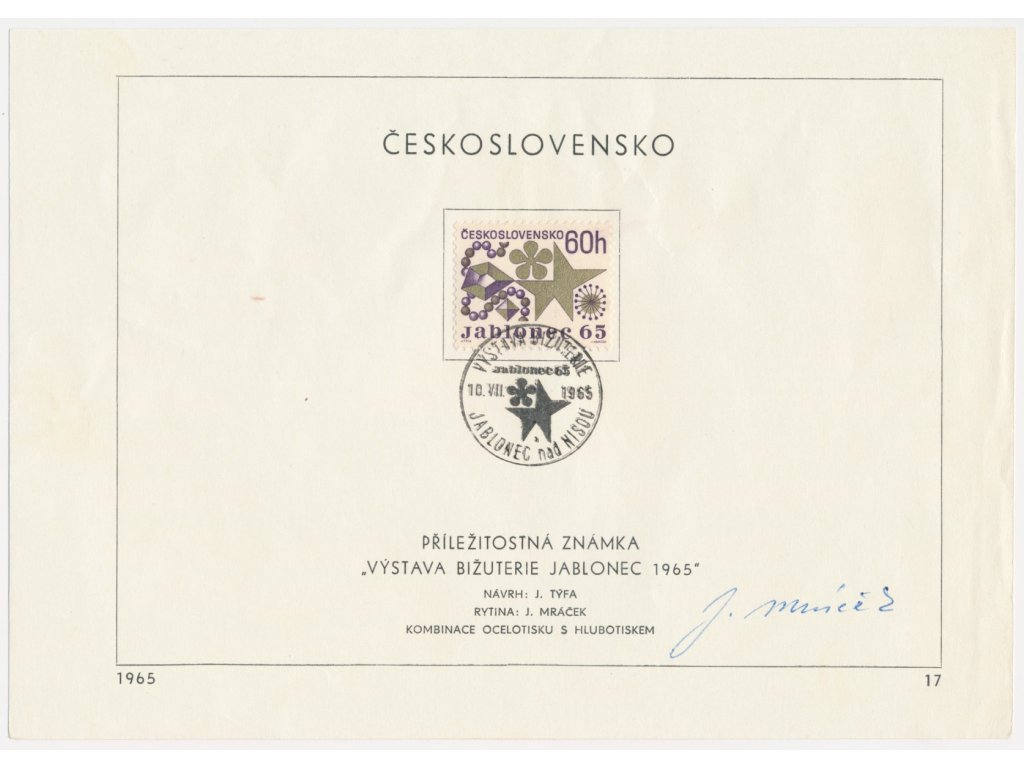 ČESKOSLOVENSKO
ČESKOSLOVENSKO 60h
Jablonec 65
VÝSTAVA BIŽUTERIE
Jablonec 65
10. VII. 1965
JABLONEC nad NISOU
a
PŘÍLEŽITOSTNÁ ZNÁMKA
„VÝSTAVA BIŽUTERIE JABLONEC 1965“
NÁVRH: J. TÝFA
RYTINA: J. MRÁČEK
KOMBINACE OCELOTISKU S HLUBOTISKEM
J. Mráček
1965 17